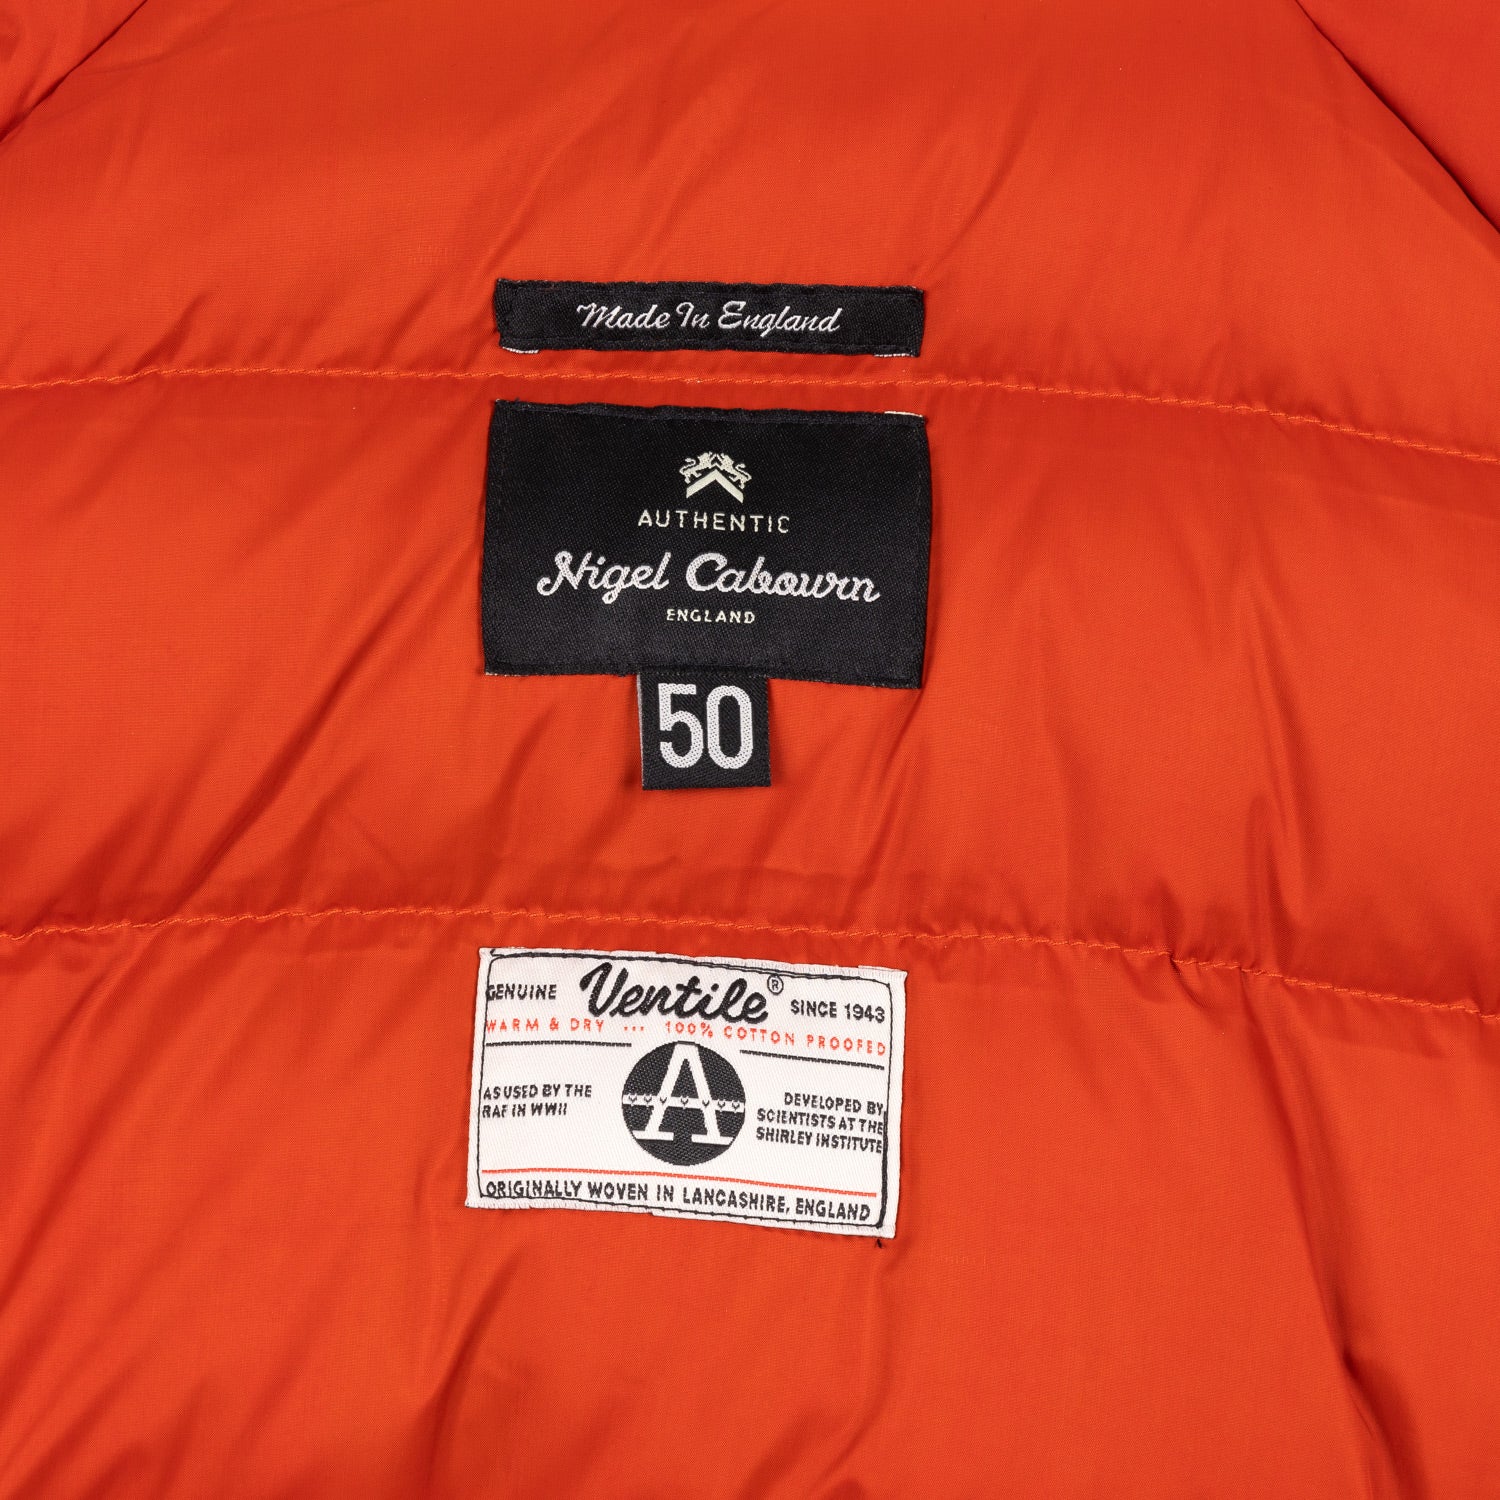 Made In England
AUTHENTIC
Nigel Cabourn
ENGLAND
50
GENUINE Ventile® SINCE 1943
WARM & DRY ... 100% COTTON PROOFED
A
AS USED BY THE
RAF IN WWII
DEVELOPED BY
SCIENTISTS AT THE
SHIRLEY INSTITUTE
ORIGINALLY WOVEN IN LANCASHIRE, ENGLAND